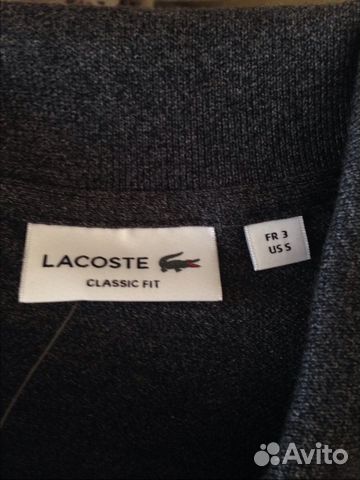 LACOSTE
CLASSIC FIT
FR 3
US S
Avito